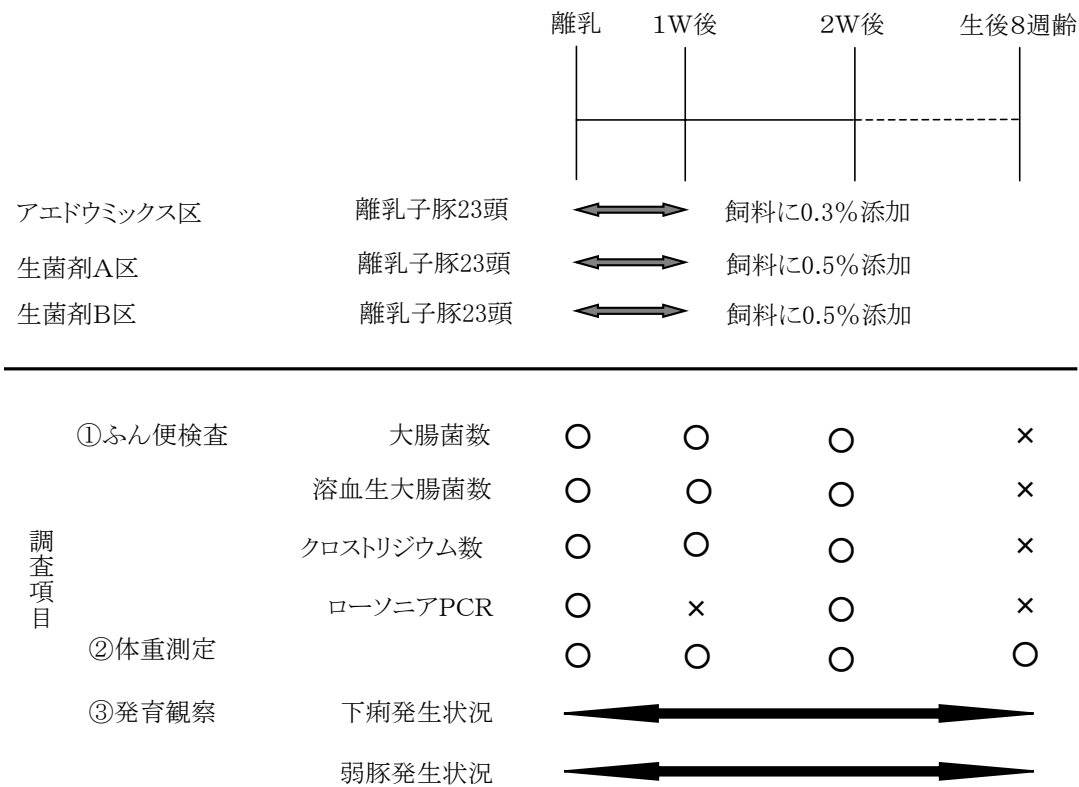 離乳 1W後 2W後 生後8週齢
アエドウミックス区 離乳子豚23頭 飼料に0.3%添加
生菌剤A区 離乳子豚23頭 飼料に0.5%添加
生菌剤B区 離乳子豚23頭 飼料に0.5%添加
調査項目
①ふん便検査 大腸菌数 ○ ○ ○ ×
溶血生大腸菌数 ○ ○ ○ ×
クロストリジウム数 ○ ○ ○ ×
ローソニアPCR ○ × ○ ×
②体重測定 ○ ○ ○ ○
③発育観察 下痢発生状況
弱豚発生状況